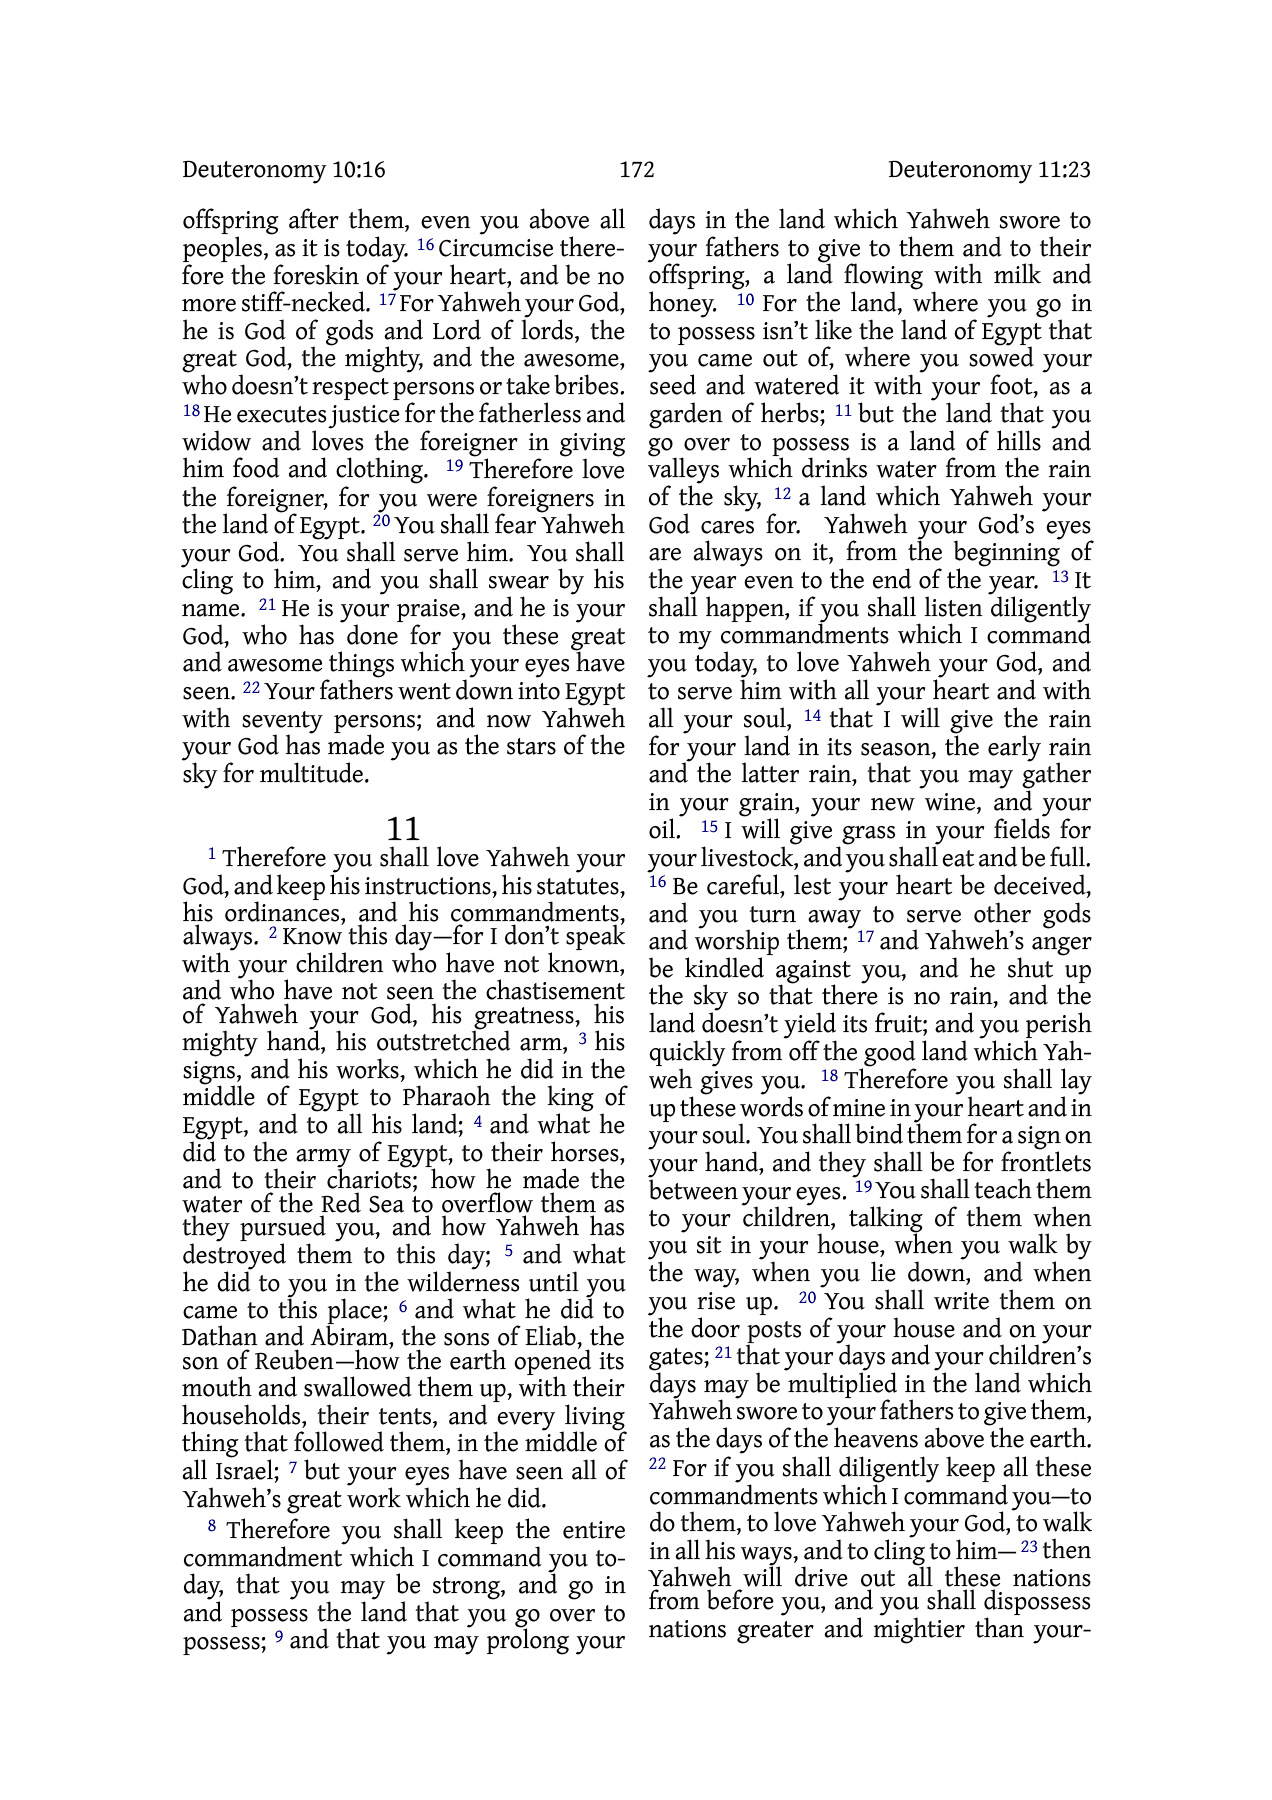 Deuteronomy 10:16 172 Deuteronomy 11:23
offspring after them, even you above all
peoples, as it is today. 16 Circumcise there-
fore the foreskin of your heart, and be no
more stiff-necked. 17 For Yahweh your God,
he is God of gods and Lord of lords, the
great God, the mighty, and the awesome,
who doesn’t respect persons or take bribes.
18 He executes justice for the fatherless and
widow and loves the foreigner in giving
him food and clothing. 19 Therefore love
the foreigner, for you were foreigners in
the land of Egypt. 20 You shall fear Yahweh
your God. You shall serve him. You shall
cling to him, and you shall swear by his
name. 21 He is your praise, and he is your
God, who has done for you these great
and awesome things which your eyes have
seen. 22 Your fathers went down into Egypt
with seventy persons; and now Yahweh
your God has made you as the stars of the
sky for multitude.
11
1 Therefore you shall love Yahweh your
God, and keep his instructions, his statutes,
his ordinances, and his commandments,
always. 2 Know this day—for I don’t speak
with your children who have not known,
and who have not seen the chastisement
of Yahweh your God, his greatness, his
mighty hand, his outstretched arm, 3 his
signs, and his works, which he did in the
middle of Egypt to Pharaoh the king of
Egypt, and to all his land; 4 and what he
did to the army of Egypt, to their horses,
and to their chariots; how he made the
water of the Red Sea to overflow them as
they pursued you, and how Yahweh has
destroyed them to this day; 5 and what
he did to you in the wilderness until you
came to this place; 6 and what he did to
Dathan and Abiram, the sons of Eliab, the
son of Reuben—how the earth opened its
mouth and swallowed them up, with their
households, their tents, and every living
thing that followed them, in the middle of
all Israel; 7 but your eyes have seen all of
Yahweh’s great work which he did.
8 Therefore you shall keep the entire
commandment which I command you to-
day, that you may be strong, and go in
and possess the land that you go over to
possess; 9 and that you may prolong your
days in the land which Yahweh swore to
your fathers to give to them and to their
offspring, a land flowing with milk and
honey. 10 For the land, where you go in
to possess isn’t like the land of Egypt that
you came out of, where you sowed your
seed and watered it with your foot, as a
garden of herbs; 11 but the land that you
go over to possess is a land of hills and
valleys which drinks water from the rain
of the sky, 12 a land which Yahweh your
God cares for. Yahweh your God’s eyes
are always on it, from the beginning of
the year even to the end of the year. 13 It
shall happen, if you shall listen diligently
to my commandments which I command
you today, to love Yahweh your God, and
to serve him with all your heart and with
all your soul, 14 that I will give the rain
for your land in its season, the early rain
and the latter rain, that you may gather
in your grain, your new wine, and your
oil. 15 I will give grass in your fields for
your livestock, and you shall eat and be full.
16 Be careful, lest your heart be deceived,
and you turn away to serve other gods
and worship them; 17 and Yahweh’s anger
be kindled against you, and he shut up
the sky so that there is no rain, and the
land doesn’t yield its fruit; and you perish
quickly from off the good land which Yah-
weh gives you. 18 Therefore you shall lay
up these words of mine in your heart and in
your soul. You shall bind them for a sign on
your hand, and they shall be for frontlets
between your eyes. 19 You shall teach them
to your children, talking of them when
you sit in your house, when you walk by
the way, when you lie down, and when
you rise up. 20 You shall write them on
the door posts of your house and on your
gates; 21 that your days and your children’s
days may be multiplied in the land which
Yahweh swore to your fathers to give them,
as the days of the heavens above the earth.
22 For if you shall diligently keep all these
commandments which I command you—to
do them, to love Yahweh your God, to walk
in all his ways, and to cling to him— 23 then
Yahweh will drive out all these nations
from before you, and you shall dispossess
nations greater and mightier than your-